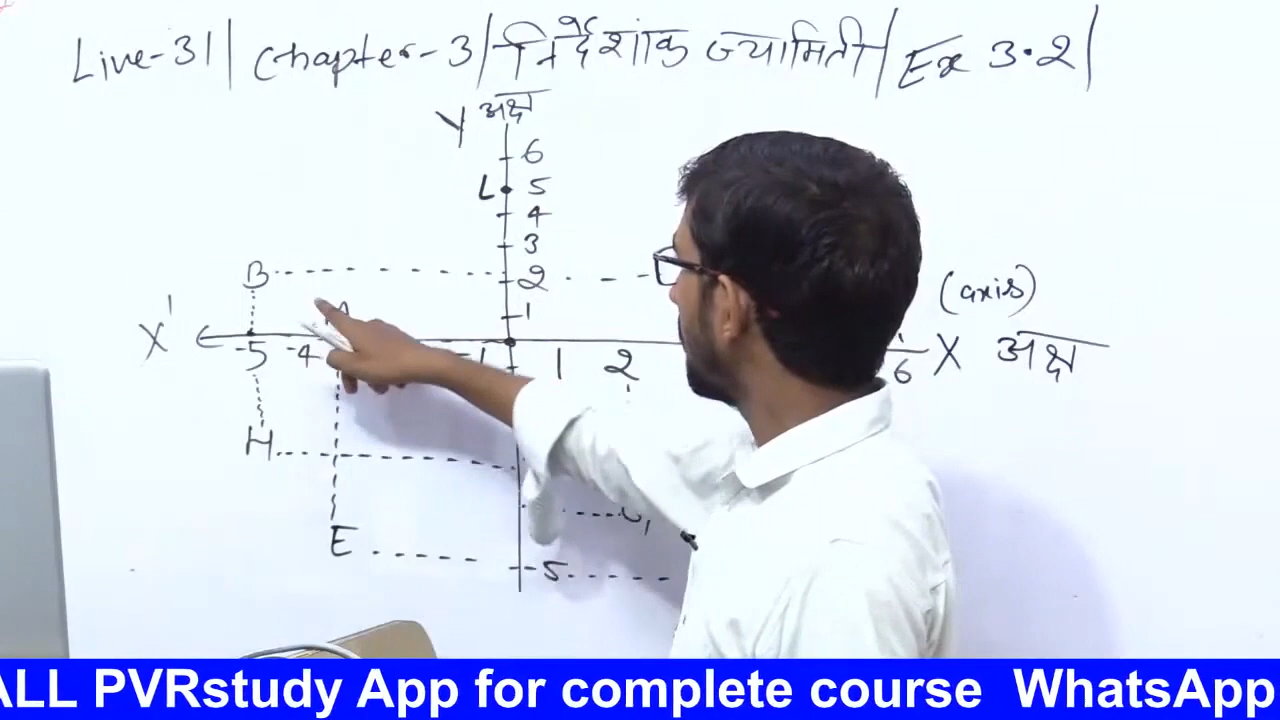 Live-31| Chapter-3| निर्देशांक ज्यामिती| Ex 3.2|
Y अक्ष
6
L 5
4
3
B 2
(axis)
1
X' -5 -4 -1 1 2 6 X अक्ष
H
E
-5
ALL PVRstudy App for complete course WhatsApp